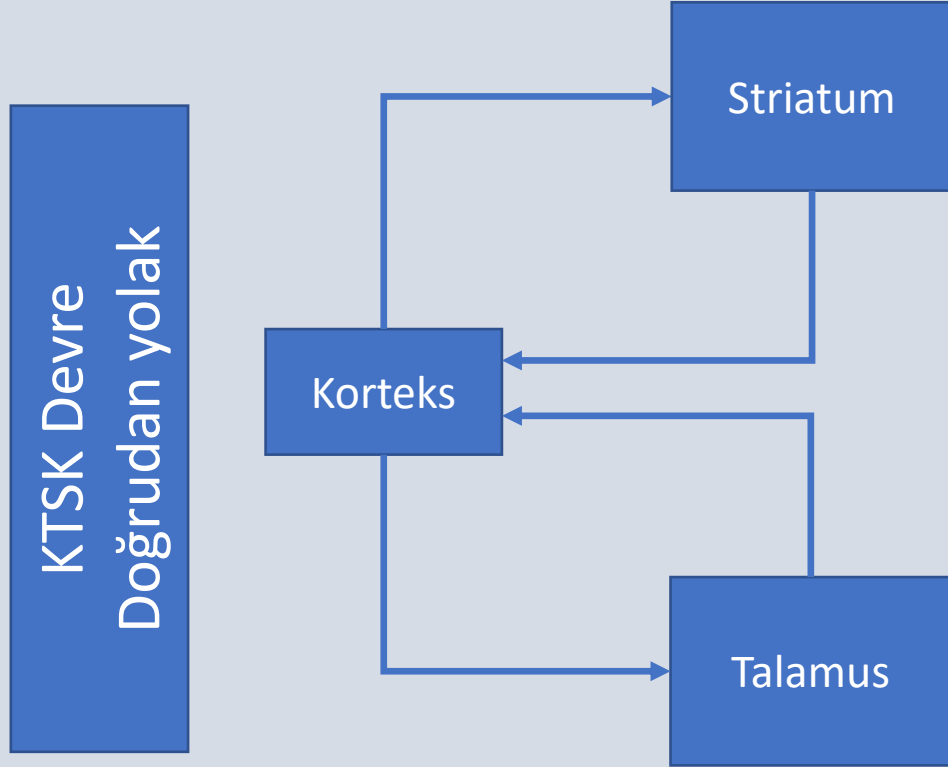 KTSK Devre
Doğrudan yolak
Striatum
Korteks
Talamus